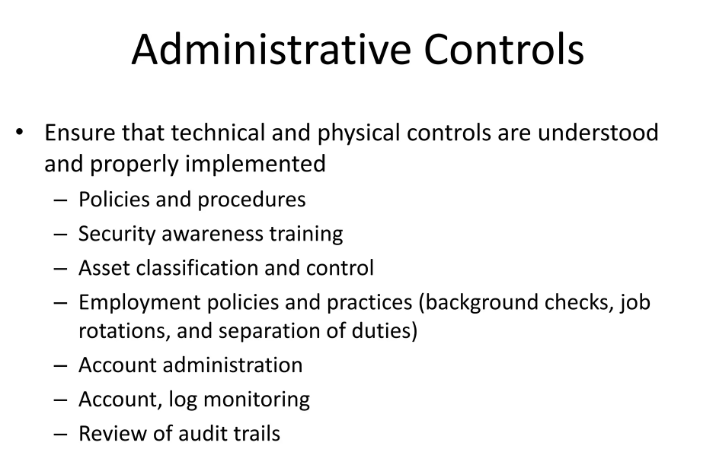 Administrative Controls
• Ensure that technical and physical controls are understood
and properly implemented
– Policies and procedures
– Security awareness training
– Asset classification and control
– Employment policies and practices (background checks, job
rotations, and separation of duties)
– Account administration
– Account, log monitoring
– Review of audit trails